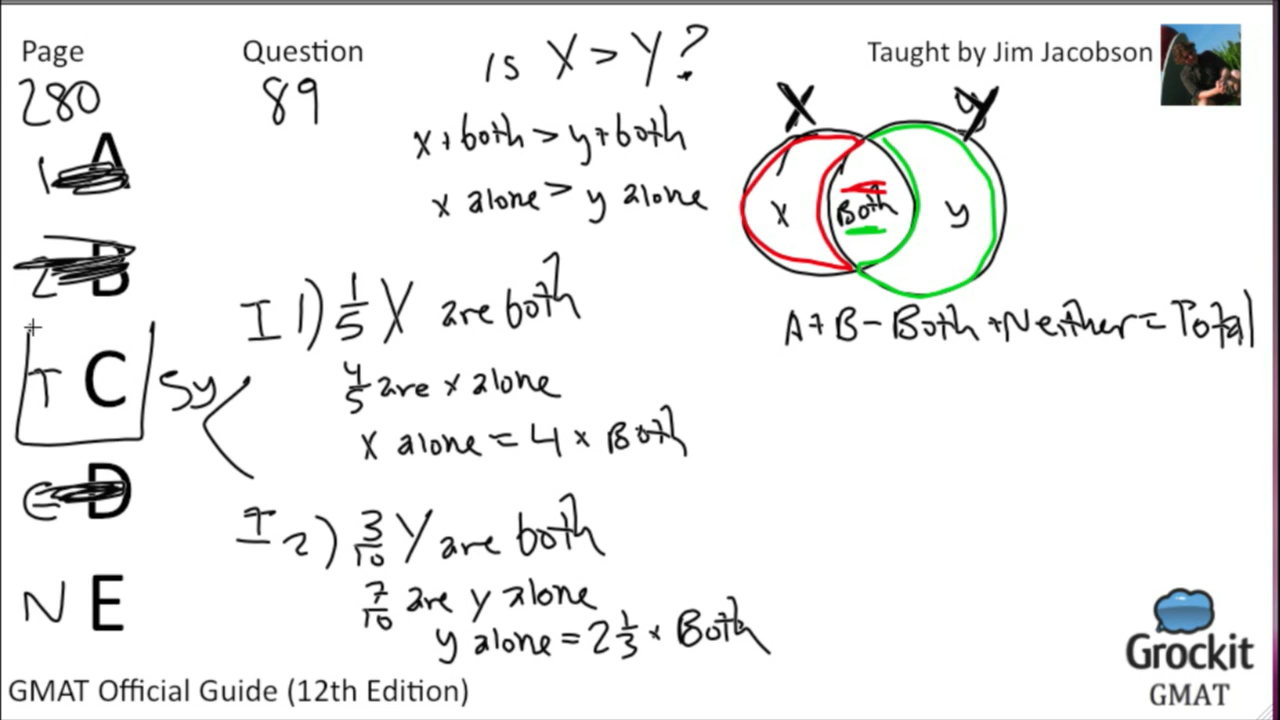 Page
280
Question
89
is X > Y?
Taught by Jim Jacobson
x + both > y + both
x alone > y alone
X
y
x
Both
y
A + B - Both + Neither = Total
1 A
2 B
T C
E D
N E
I 1) 1/5 X are both
4/5 are x alone
x alone = 4 × Both
I 2) 3/10 Y are both
7/10 are y alone
y alone = 2 1/3 × Both
Grockit
GMAT
GMAT Official Guide (12th Edition)